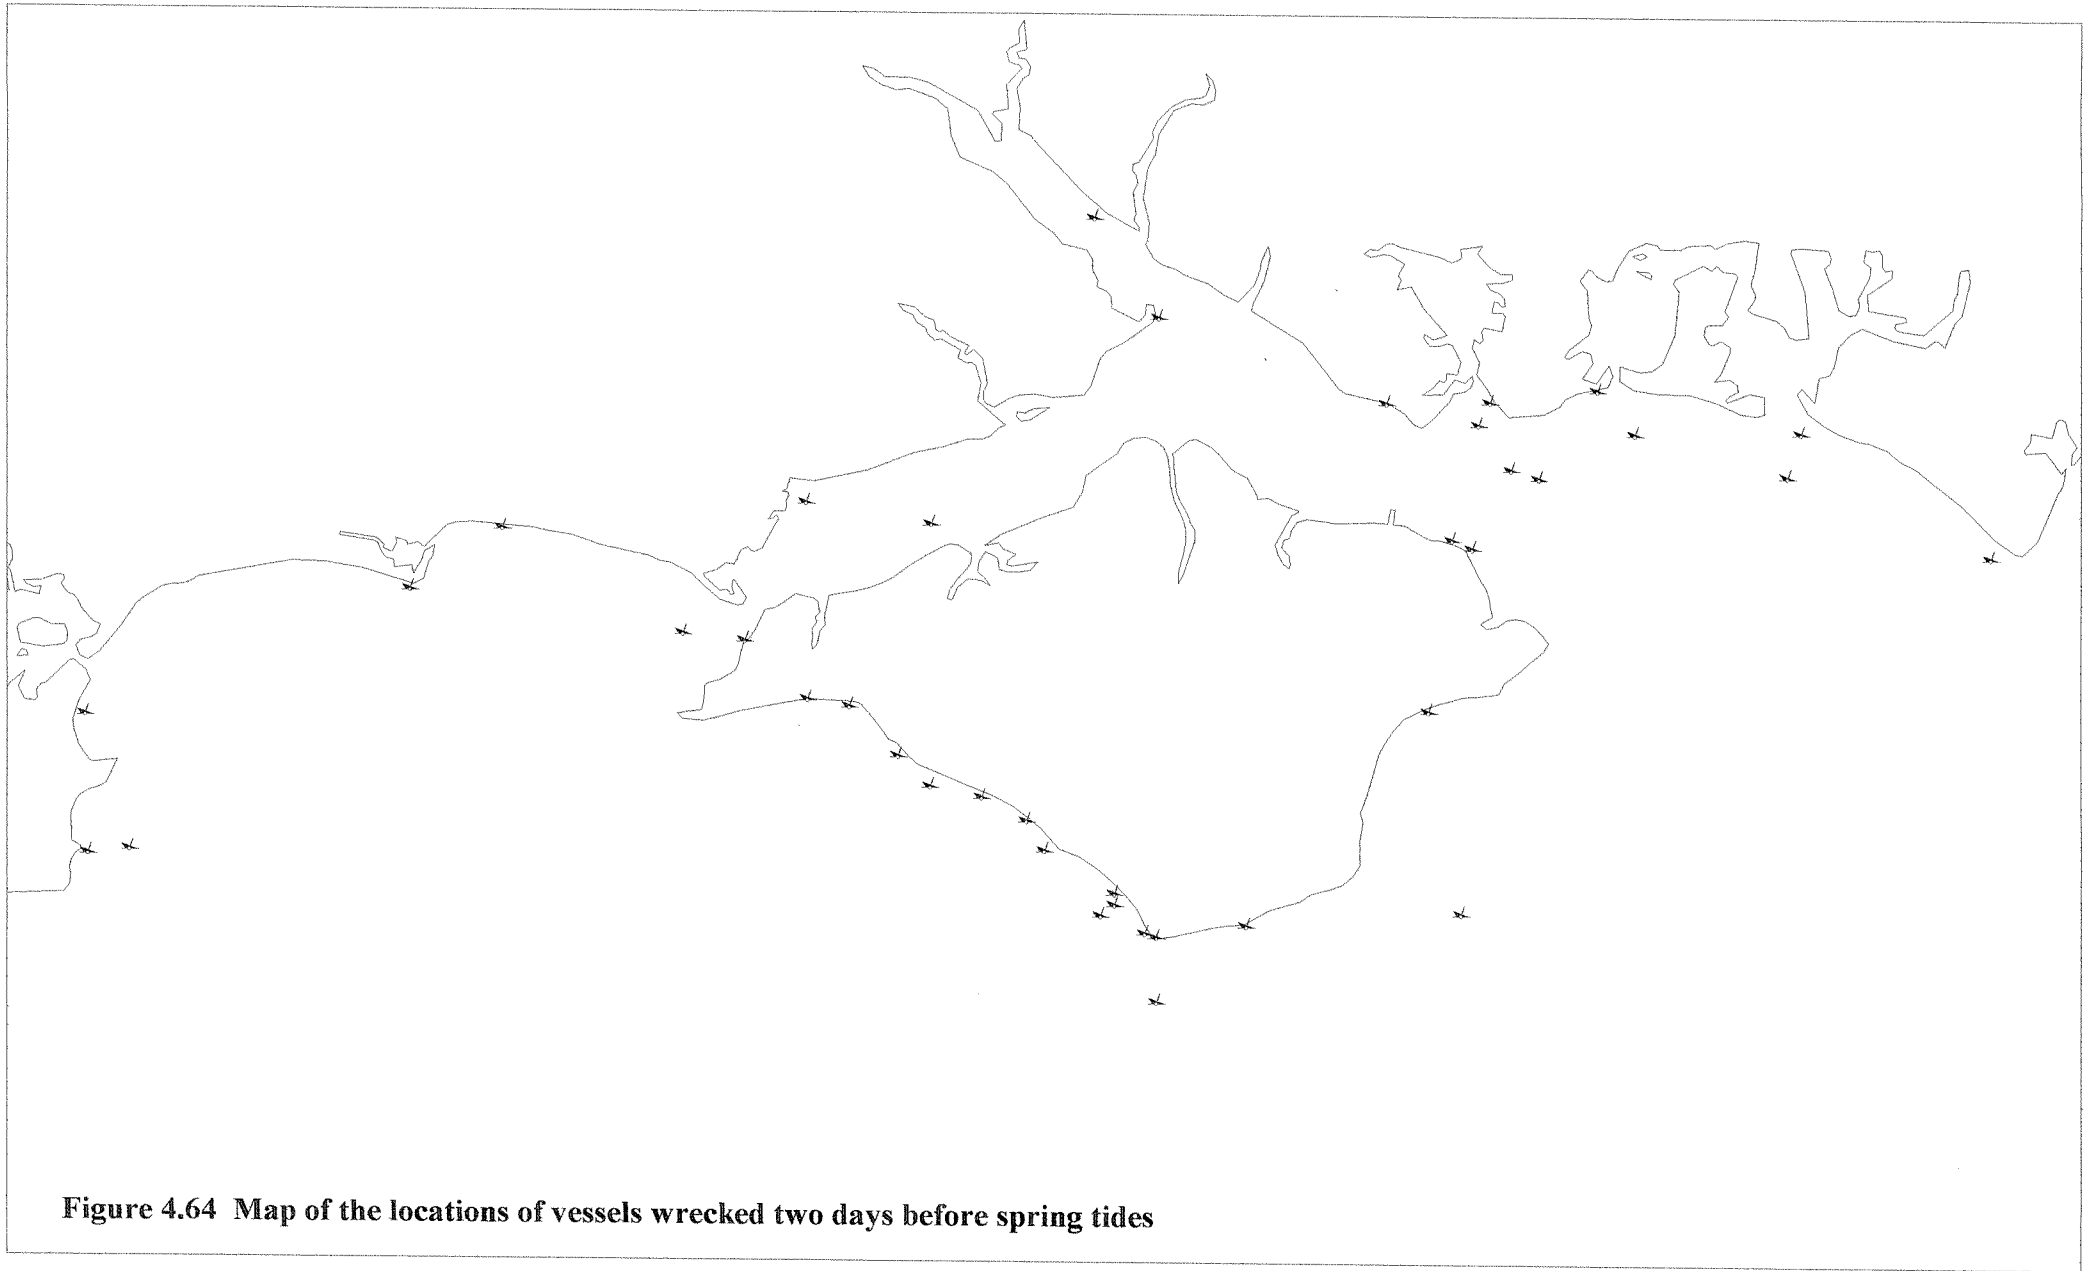 Figure 4.64 Map of the locations of vessels wrecked two days before spring tides